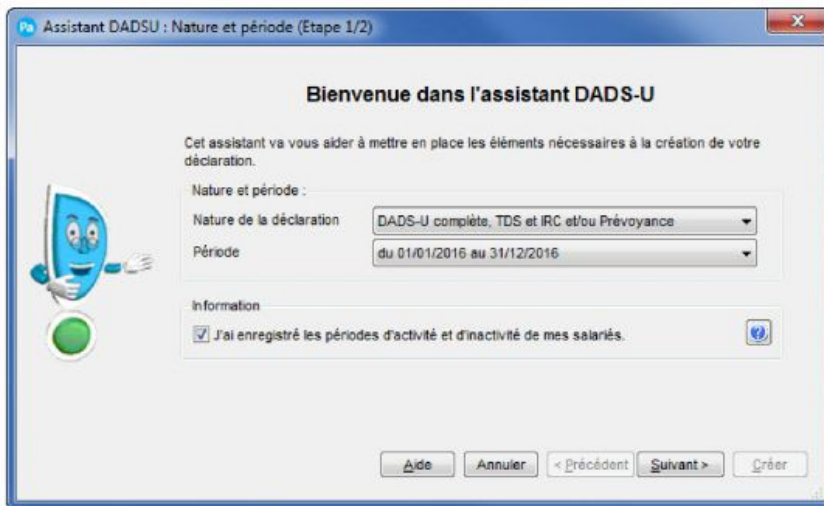 Pa Assistant DADSU : Nature et période (Etape 1/2)
Bienvenue dans l'assistant DADS-U
Cet assistant va vous aider à mettre en place les éléments nécessaires à la création de votre
déclaration.
Nature et période :
Nature de la déclaration DADS-U complète, TDS et IRC et/ou Prévoyance
Période du 01/01/2016 au 31/12/2016
Information
J'ai enregistré les périodes d'activité et d'inactivité de mes salariés. ?
Aide Annuler < Précédent Suivant > Créer